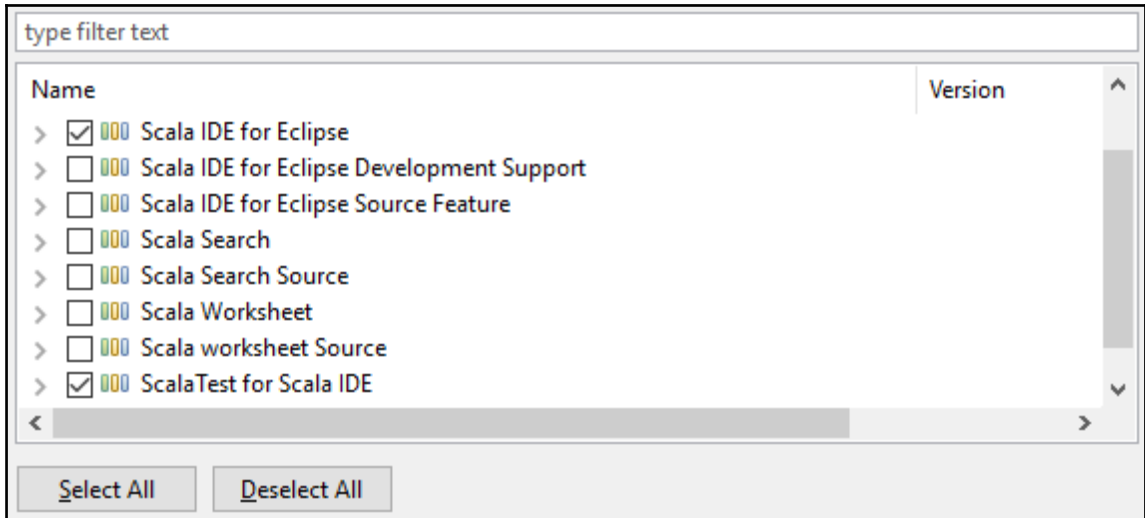 type filter text
Name Version
Scala IDE for Eclipse
Scala IDE for Eclipse Development Support
Scala IDE for Eclipse Source Feature
Scala Search
Scala Search Source
Scala Worksheet
Scala worksheet Source
ScalaTest for Scala IDE
Select All Deselect All